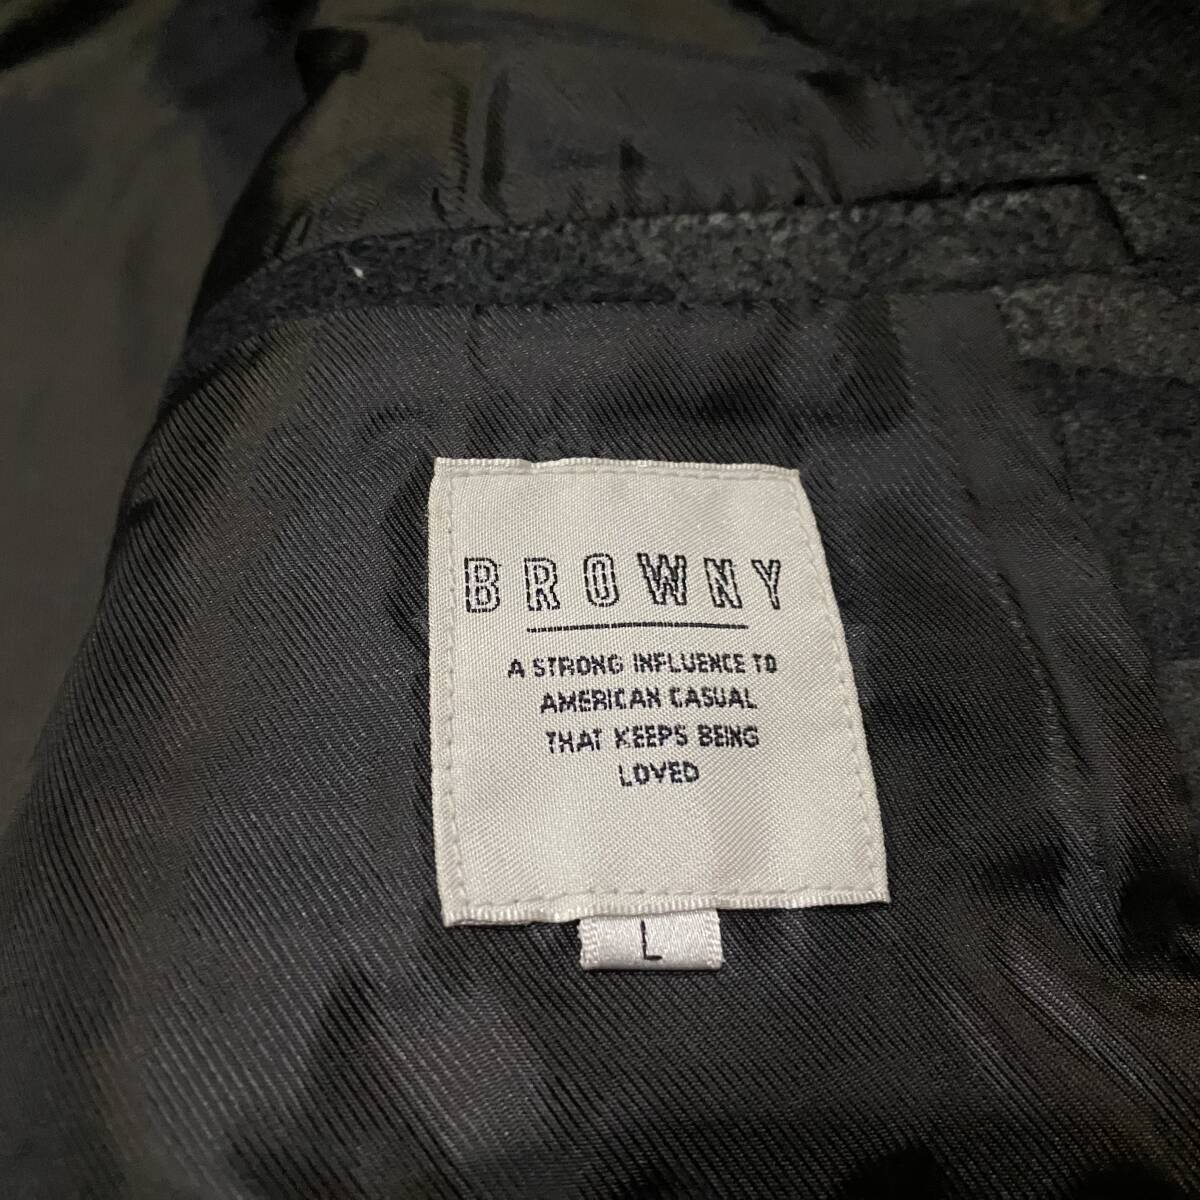 BROWNY
A STRONG INFLUENCE TO
AMERICAN CASUAL
THAT KEEPS BEING
LOVED
L